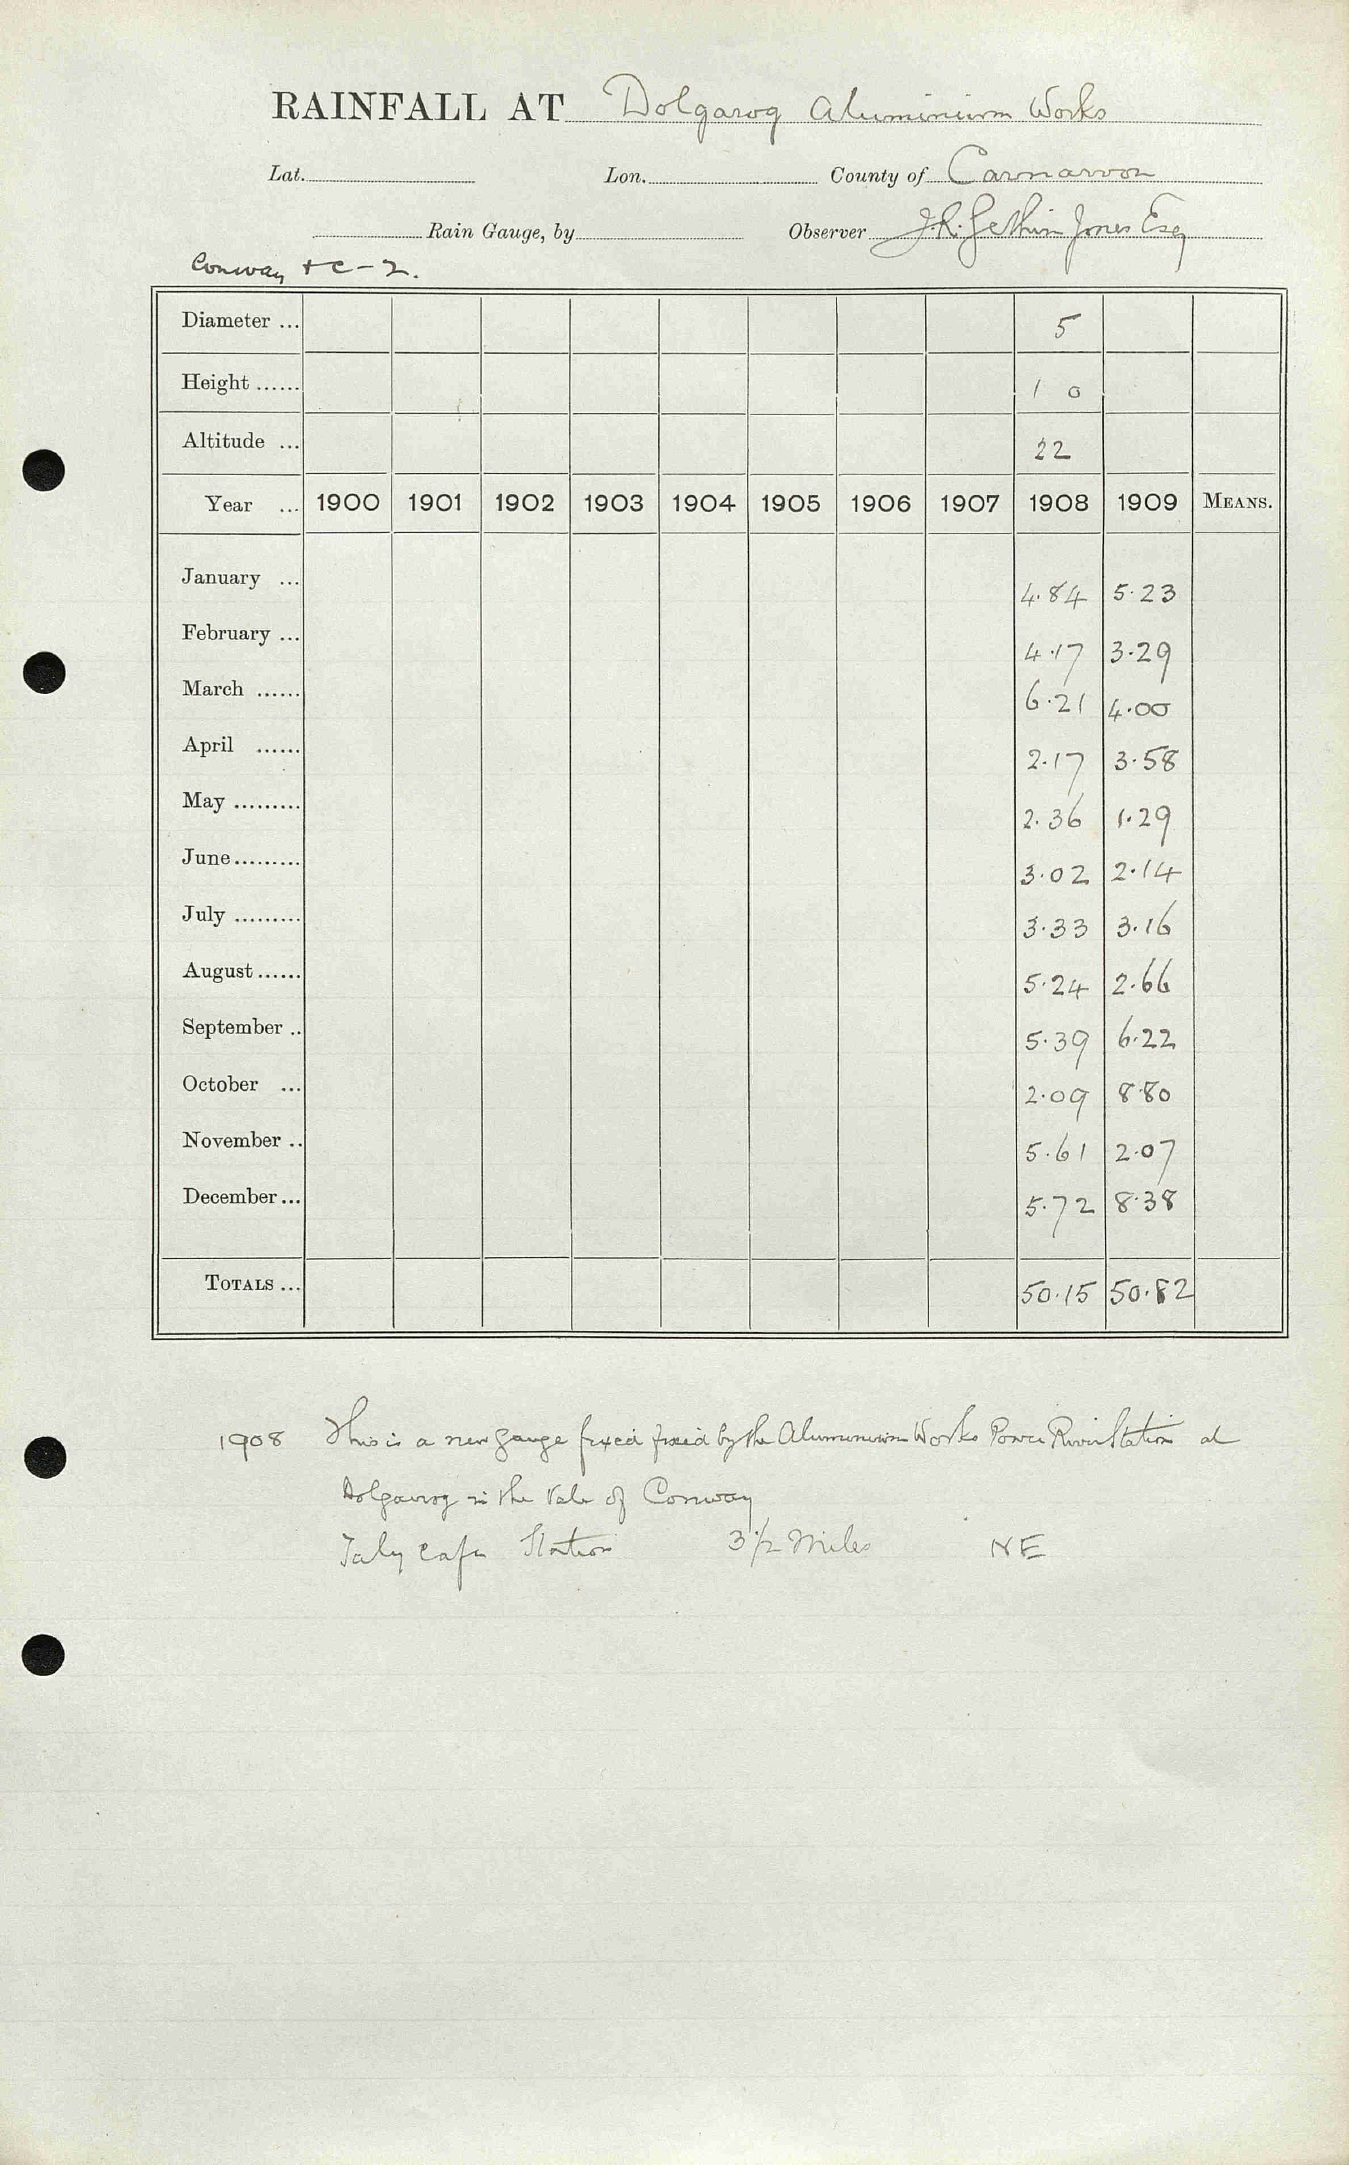 RAINFALL AT Dolgarrog Aluminium Works
Lat. Lon. County of Carnarvon
Rain Gauge, by Observer J.R. Gethin Jones Esq
Conway &c - 2.
Diameter ... 5
Height ...... 1 0
Altitude ... 22
Year ... 1900 1901 1902 1903 1904 1905 1906 1907 1908 1909 MEANS.
January ... 4.84 5.23
February ... 4.17 3.29
March ...... 6.21 4.00
April ...... 2.17 3.58
May ......... 2.36 1.29
June ......... 3.02 2.14
July ......... 3.33 3.16
August ...... 5.24 2.66
September .. 5.39 6.22
October ... 2.09 8.80
November .. 5.61 2.07
December ... 5.72 8.38
TOTALS ... 50.15 50.82
1908 This is a new gauge fixed fixed by the Aluminium Works Power River Station at
Dolgarrog in the Vale of Conway
Taly Cafn Station 3 1/2 Miles NE